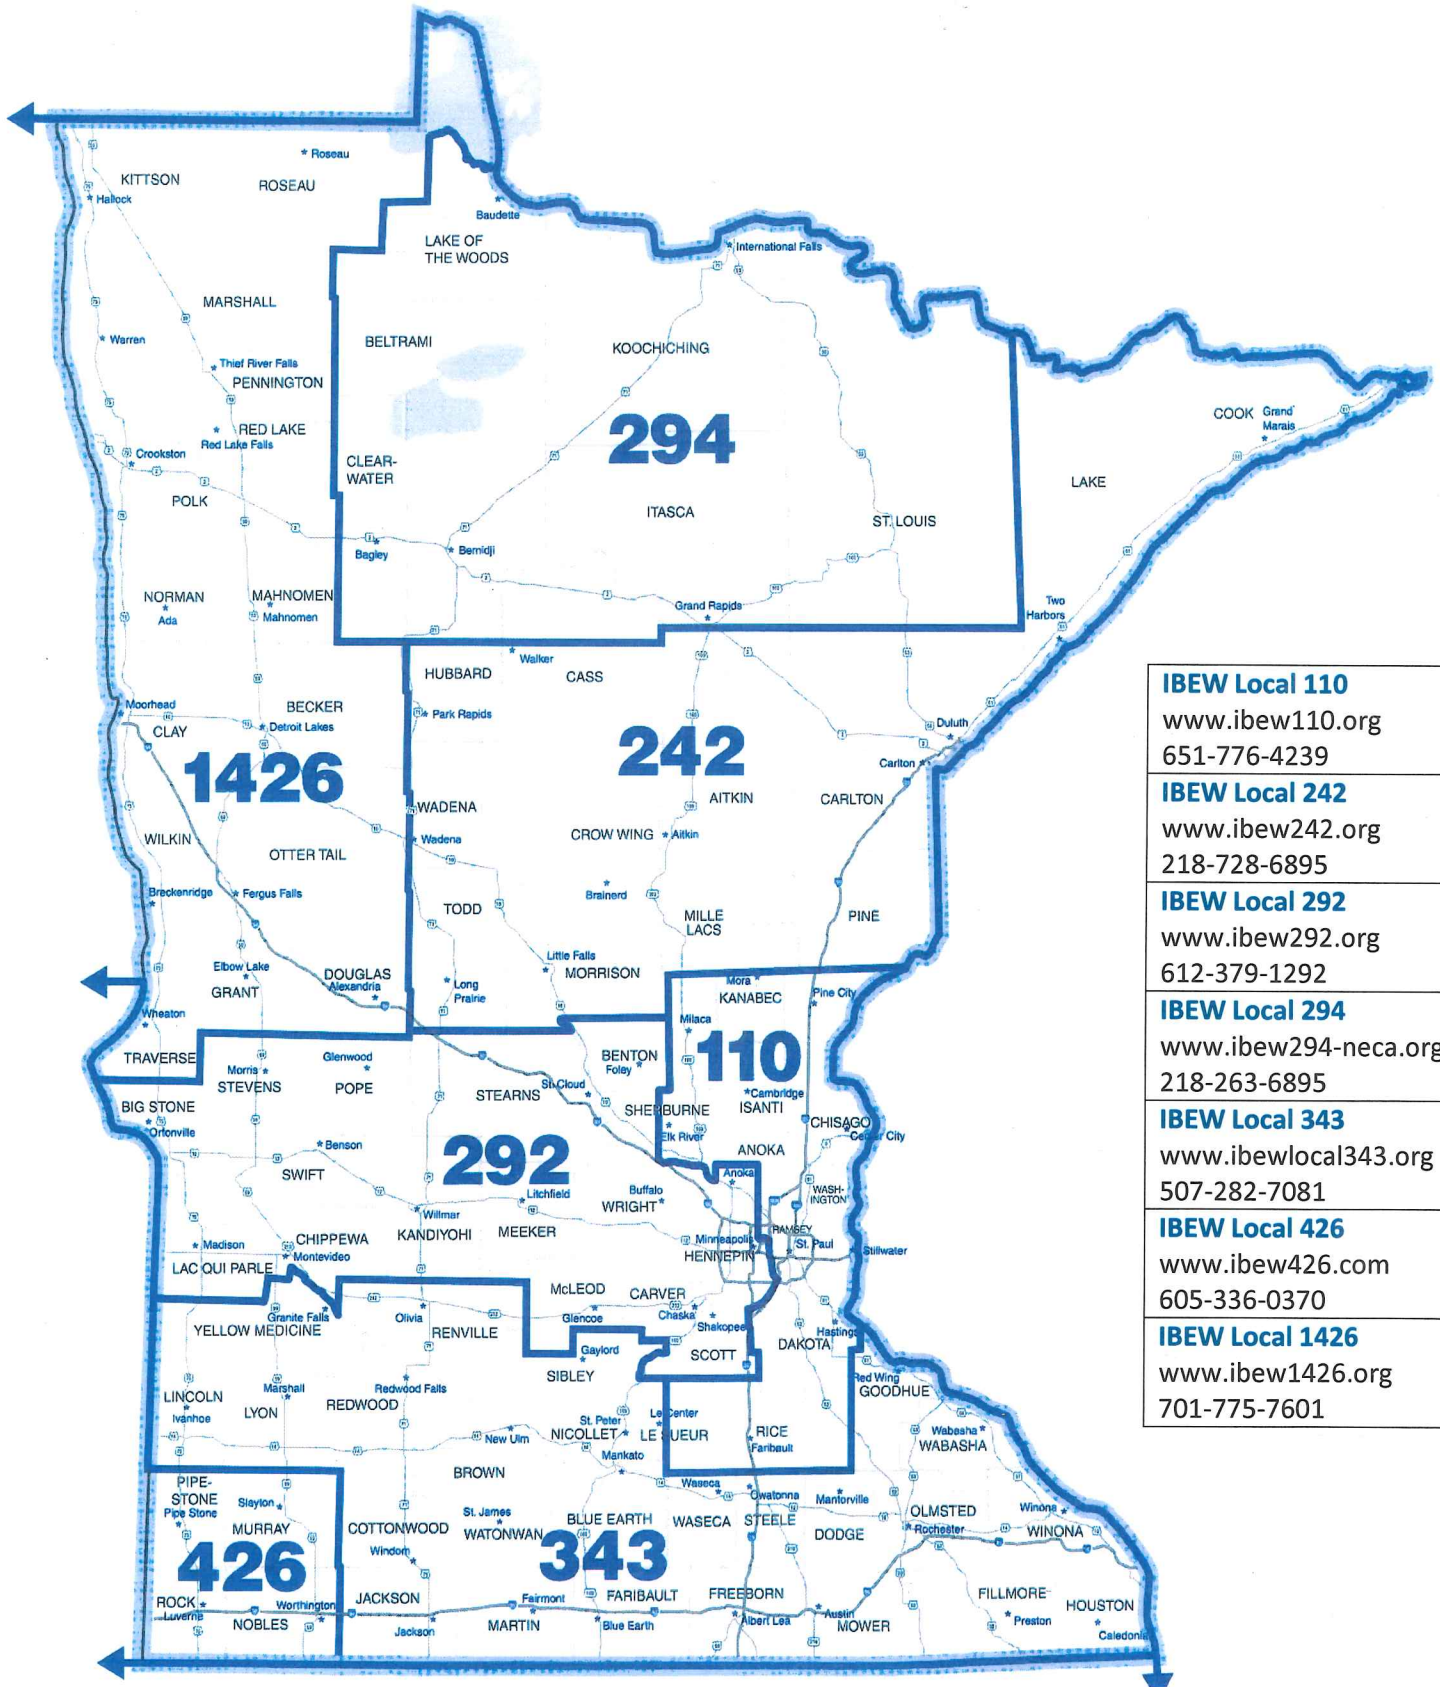 Roseau
KITTSON
ROSEAU
Hallock
Baudette
LAKE OF
THE WOODS
International Falls
MARSHALL
Warren
BELTRAMI
KOOCHICHING
Thief River Falls
PENNINGTON
COOK
Grand
Marais
RED LAKE
Red Lake Falls
294
Crookston
CLEAR-
WATER
LAKE
POLK
ITASCA
ST. LOUIS
Bagley
Bernidji
NORMAN
Ada
MAHNOMEN
Mahnomen
Grand Rapids
Two
Harbors
Walker
HUBBARD
CASS
Moorhead
BECKER
Park Rapids
Detroit Lakes
CLAY
Duluth
242
Carlton
1426
WADENA
AITKIN
CARLTON
WILKIN
Wadena
CROW WING
Aitkin
OTTER TAIL
Breckenridge
Fergus Falls
Brainerd
TODD
MILLE
LACS
PINE
Elbow Lake
GRANT
DOUGLAS
Alexandria
Little Falls
MORRISON
Long
Prairie
Mora
KANABEC
Pine City
Wheaton
Milaca
TRAVERSE
Glenwood
BENTON
Foley
110
Morris
STEVENS
POPE
STEARNS
St. Cloud
Cambridge
ISANTI
BIG STONE
Ortonville
SHERBURNE
Elk River
CHISAGO
Center City
Benson
292
ANOKA
SWIFT
Anoka
Litchfield
Buffalo
WRIGHT
WASH-
INGTON
Willmar
KANDIYOHI
MEEKER
RAMSEY
Madison
CHIPPEWA
Montevideo
Minneapolis
HENNEPIN
St. Paul
Stillwater
LAC QUI PARLE
McLEOD
Glencoe
CARVER
Chaska
Shakopee
Granite Falls
YELLOW MEDICINE
Olivia
RENVILLE
Hastings
DAKOTA
Gaylord
SIBLEY
SCOTT
Red Wing
GOODHUE
LINCOLN
Ivanhoe
Marshall
LYON
Redwood Falls
REDWOOD
St. Peter
NICOLLET
Le Center
LE SUEUR
RICE
Faribault
New Ulm
Wabasha
WABASHA
Mankato
BROWN
PIPE-
STONE
Pipe Stone
Slayton
MURRAY
Waseca
Owatonna
Mantorville
COTTONWOOD
St. James
WATONWAN
BLUE EARTH
WASECA
STEELE
DODGE
OLMSTED
Rochester
Winona
WINONA
426
Windom
343
ROCK
Luverne
NOBLES
Worthington
JACKSON
Jackson
Fairmont
MARTIN
FARIBAULT
Blue Earth
FREEBORN
Albert Lea
Austin
MOWER
FILLMORE
Preston
HOUSTON
Caledonia
IBEW Local 110
www.ibew110.org
651-776-4239
IBEW Local 242
www.ibew242.org
218-728-6895
IBEW Local 292
www.ibew292.org
612-379-1292
IBEW Local 294
www.ibew294-neca.org
218-263-6895
IBEW Local 343
www.ibewlocal343.org
507-282-7081
IBEW Local 426
www.ibew426.com
605-336-0370
IBEW Local 1426
www.ibew1426.org
701-775-7601